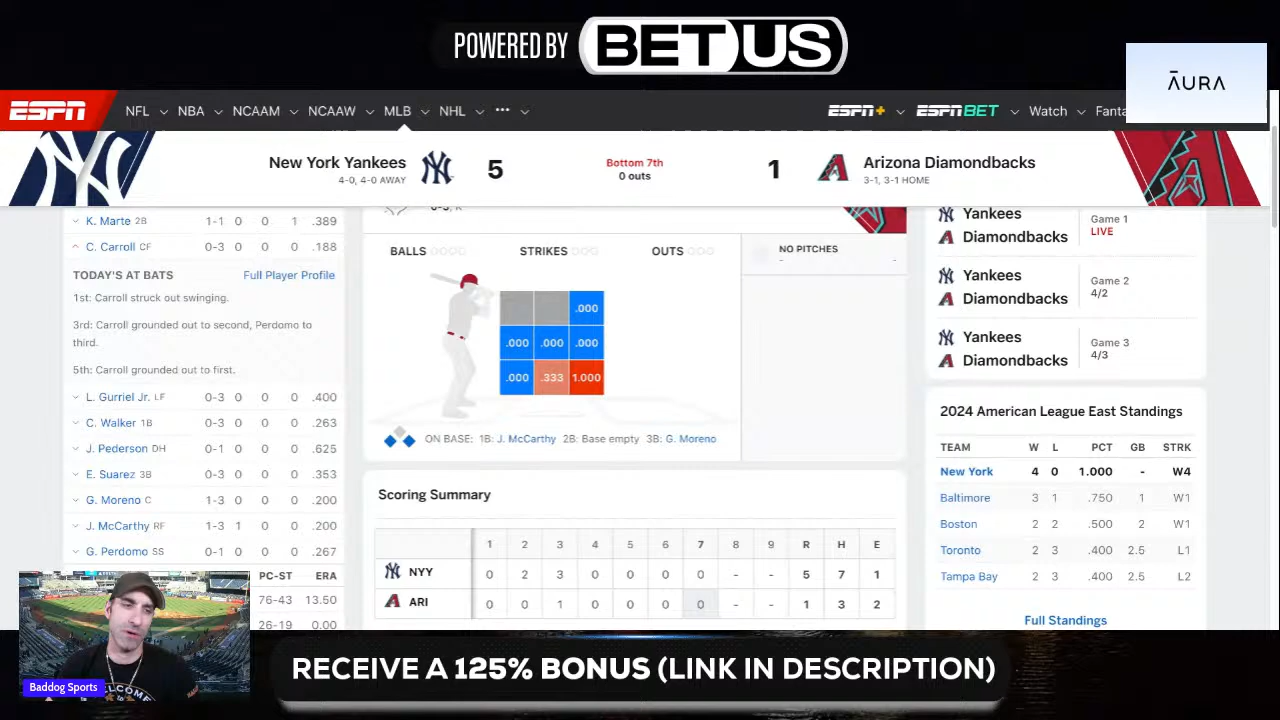 POWERED BY BETUS
ĀURA
ESPN NFL NBA NCAAM NCAAW MLB NHL ••• ESPN+ ESPN BET Watch Fanta
New York Yankees 5 Bottom 7th 1 Arizona Diamondbacks
4-0, 4-0 AWAY 0 outs 3-1, 3-1 HOME
K. Marte 2B 1-1 0 0 1 .389
C. Carroll CF 0-3 0 0 0 .188
TODAY'S AT BATS Full Player Profile
1st: Carroll struck out swinging.
3rd: Carroll grounded out to second, Perdomo to
third.
5th: Carroll grounded out to first.
L. Gurriel Jr. LF 0-3 0 0 0 .400
C. Walker 1B 0-3 0 0 0 .263
J. Pederson DH 0-1 0 0 0 .625
E. Suarez 3B 0-3 0 0 0 .353
G. Moreno C 1-3 0 0 0 .200
J. McCarthy RF 1-3 1 0 0 .200
G. Perdomo SS 0-1 0 0 0 .267
PC-ST ERA
76-43 13.50
26-19 0.00
BALLS STRIKES OUTS
NO PITCHES
- -
.000
.000 .000 .000
.000 .333 1.000
ON BASE: 1B: J. McCarthy 2B: Base empty 3B: G. Moreno
Scoring Summary
1 2 3 4 5 6 7 8 9 R H E
NYY 0 2 3 0 0 0 0 - - 5 7 1
ARI 0 0 1 0 0 0 0 - - 1 3 2
Yankees Game 1
Diamondbacks LIVE
Yankees Game 2
Diamondbacks 4/2
Yankees Game 3
Diamondbacks 4/3
2024 American League East Standings
TEAM W L PCT GB STRK
New York 4 0 1.000 - W4
Baltimore 3 1 .750 1 W1
Boston 2 2 .500 2 W1
Toronto 2 3 .400 2.5 L1
Tampa Bay 2 3 .400 2.5 L2
Full Standings
Baddog Sports
RECEIVE A 125% BONUS (LINK IN DESCRIPTION)